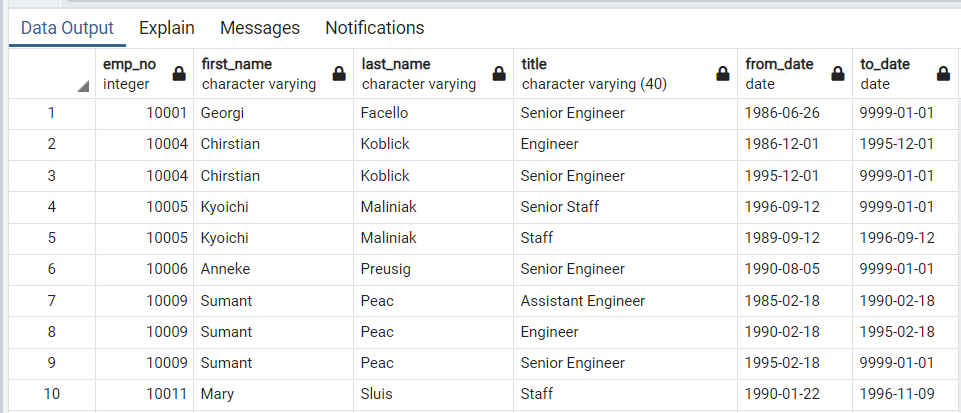 Data Output Explain Messages Notifications
emp_no first_name last_name title from_date to_date
integer character varying character varying character varying (40) date date
1 10001 Georgi Facello Senior Engineer 1986-06-26 9999-01-01
2 10004 Chirstian Koblick Engineer 1986-12-01 1995-12-01
3 10004 Chirstian Koblick Senior Engineer 1995-12-01 9999-01-01
4 10005 Kyoichi Maliniak Senior Staff 1996-09-12 9999-01-01
5 10005 Kyoichi Maliniak Staff 1989-09-12 1996-09-12
6 10006 Anneke Preusig Senior Engineer 1990-08-05 9999-01-01
7 10009 Sumant Peac Assistant Engineer 1985-02-18 1990-02-18
8 10009 Sumant Peac Engineer 1990-02-18 1995-02-18
9 10009 Sumant Peac Senior Engineer 1995-02-18 9999-01-01
10 10011 Mary Sluis Staff 1990-01-22 1996-11-09